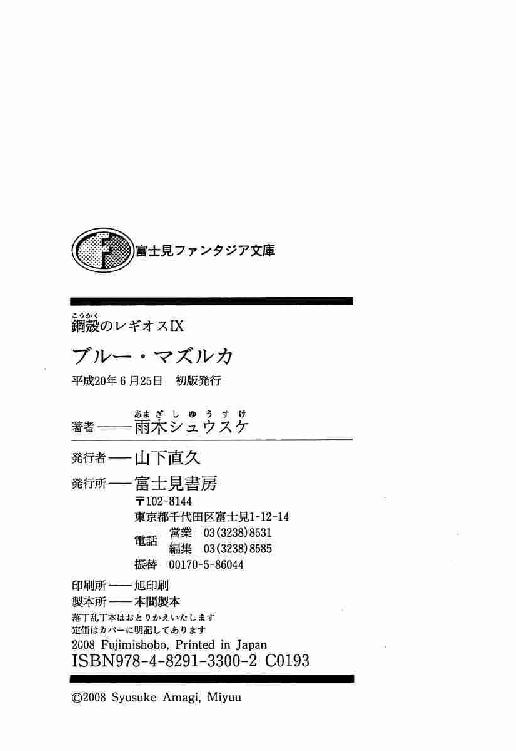 F
富士見ファンタジア文庫
こうかく
鋼殻のレギオスIX
ブルー・マズルカ
平成20年6月25日 初版発行
あまぎしゅうすけ
著者――雨木シュウスケ
発行者――山下直久
発行所――富士見書房
〒102-8144
東京都千代田区富士見1-12-14
電話 営業 03(3238)8531
編集 03(3238)8585
振替 00170-5-86044
印刷所――旭印刷
製本所――本間製本
落丁乱丁本はおとりかえいたします
定価はカバーに明記してあります
2008 Fujimishobo, Printed in Japan
ISBN978-4-8291-3300-2 C0193
©2008 Syusuke Amagi, Miyuu